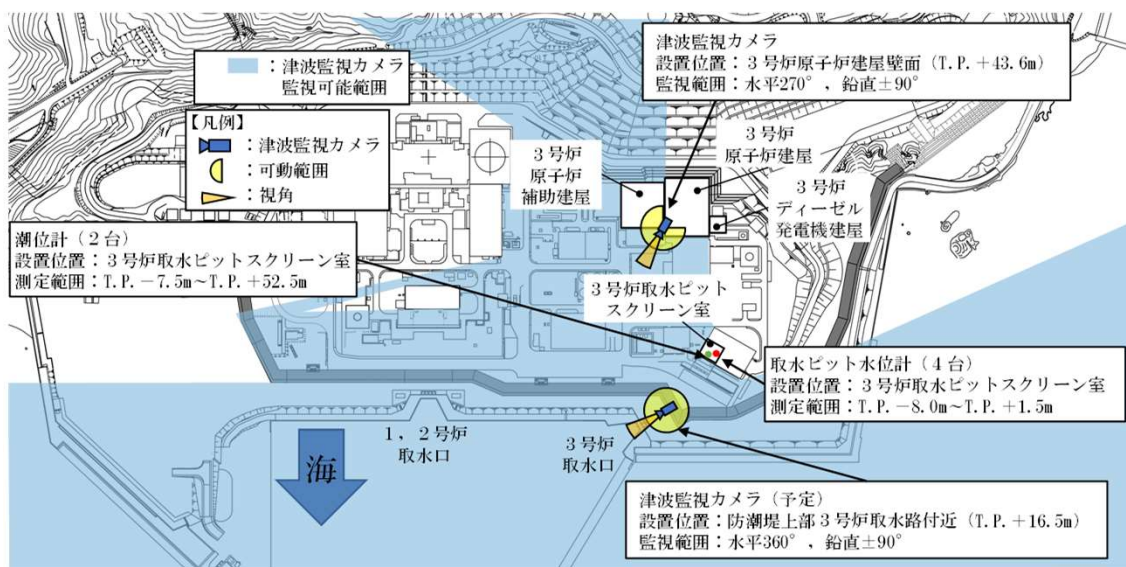 津波監視カメラ
設置位置：３号炉原子炉建屋壁面（T.P.＋43.6m）
監視範囲：水平270°，鉛直±90°
：津波監視カメラ
監視可能範囲
【凡例】
：津波監視カメラ
：可動範囲
：視角
３号炉
原子炉
補助建屋
３号炉
原子炉建屋
３号炉
ディーゼル
発電機建屋
潮位計（２台）
設置位置：３号炉取水ピットスクリーン室
測定範囲：T.P.－7.5m～T.P.＋52.5m
３号炉取水ピット
スクリーン室
取水ピット水位計（４台）
設置位置：３号炉取水ピットスクリーン室
測定範囲：T.P.－8.0m～T.P.＋1.5m
１，２号炉
取水口
３号炉
取水口
海
津波監視カメラ（予定）
設置位置：防潮堤上部３号炉取水路付近（T.P.＋16.5m）
監視範囲：水平360°，鉛直±90°